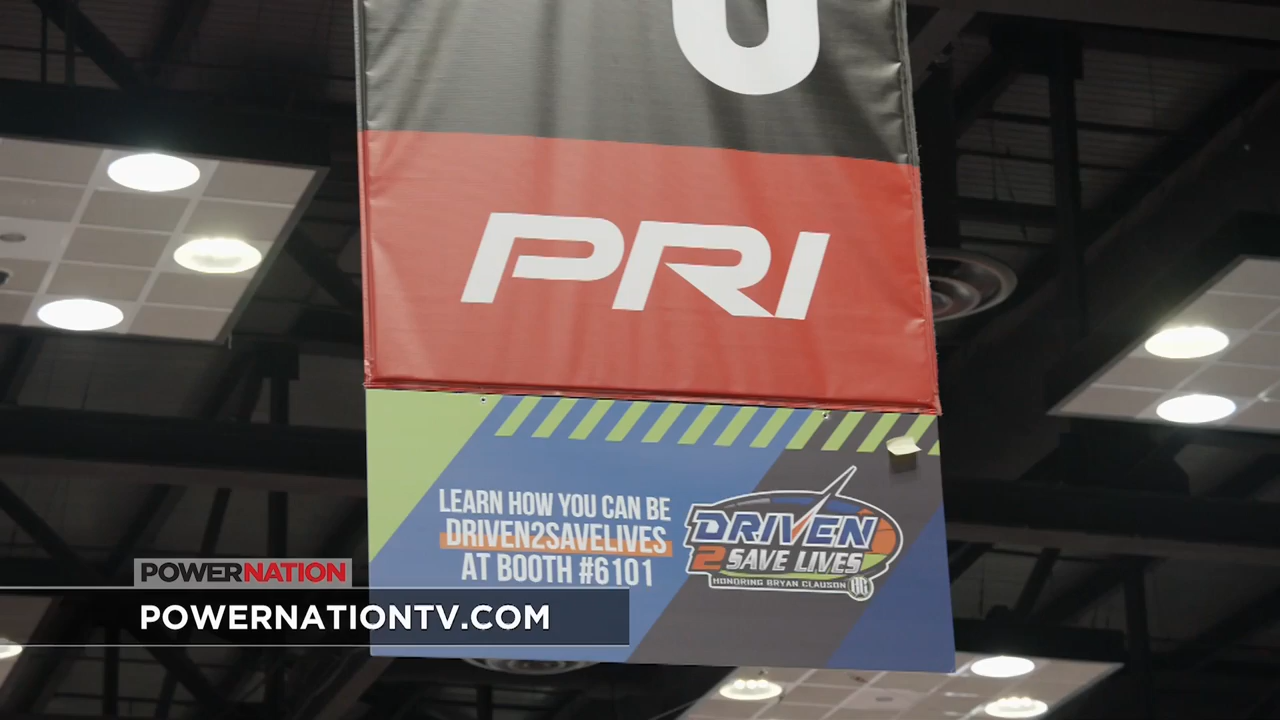 PRI
LEARN HOW YOU CAN BE
DRIVEN2SAVELIVES
AT BOOTH #6101
DRIVEN
2 SAVE LIVES
HONORING BRYAN CLAUSON BC
POWERNATION
POWERNATIONTV.COM